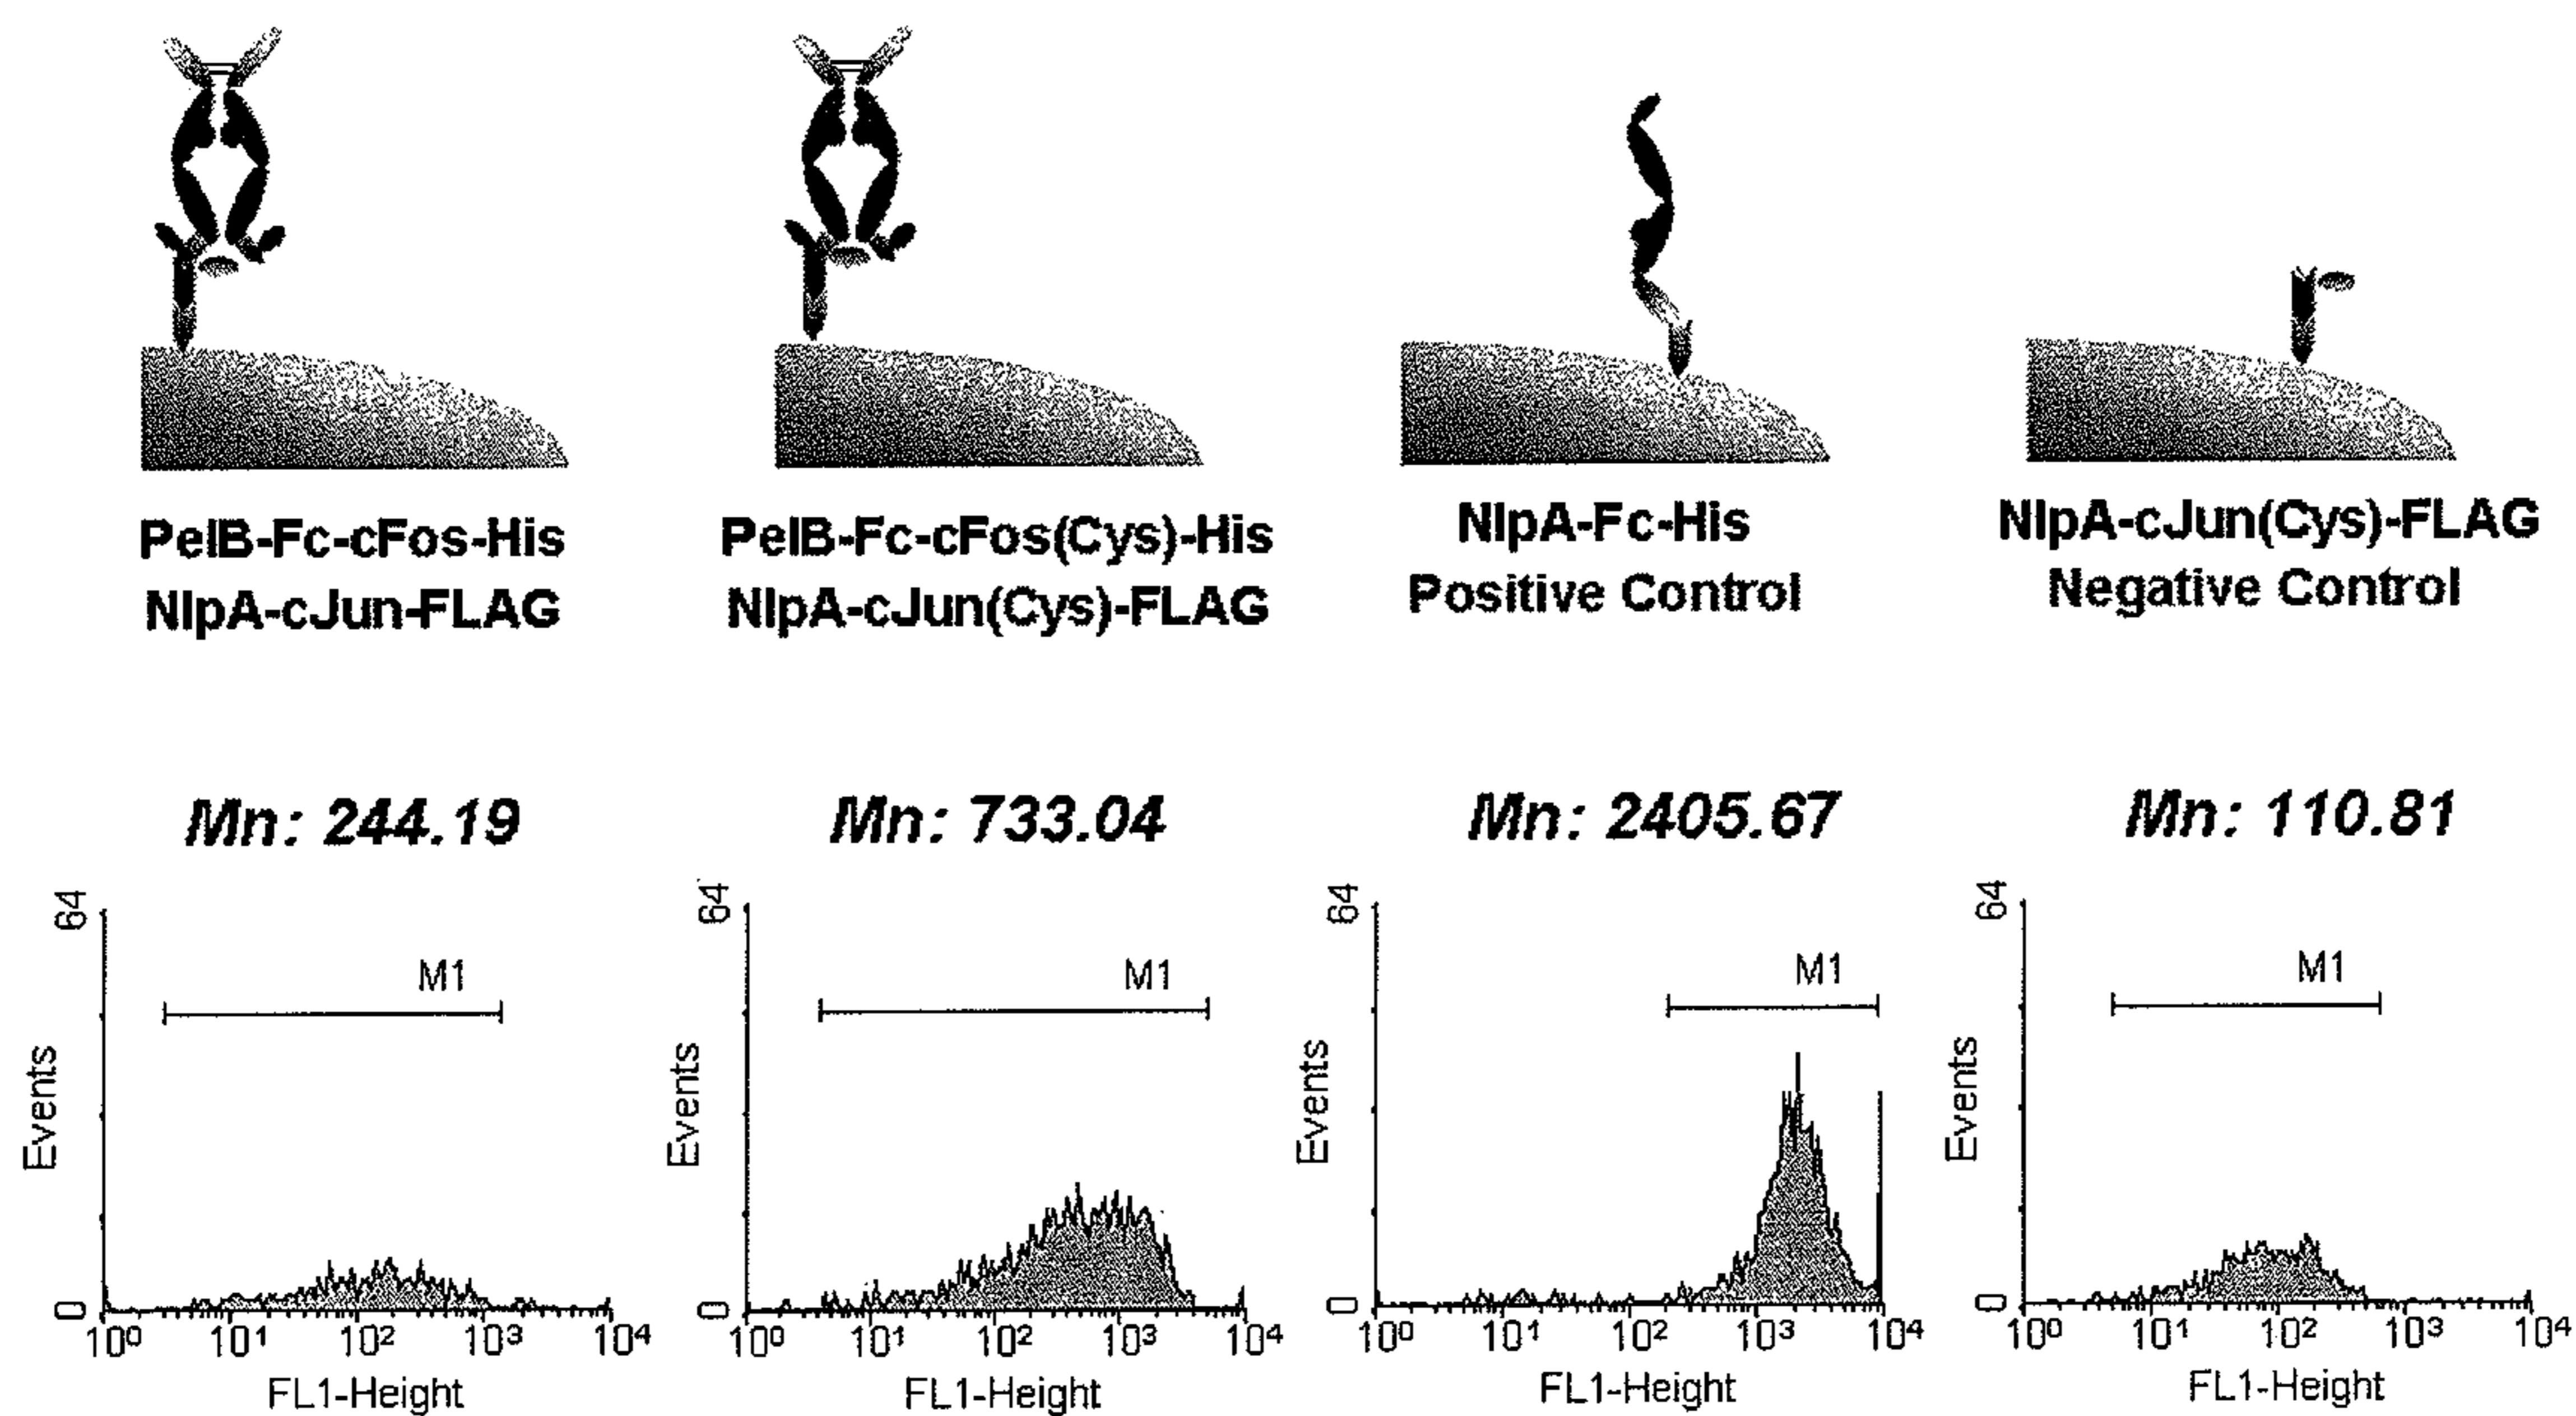 PelB-Fc-cFos-His
NlpA-cJun-FLAG
PelB-Fc-cFos(Cys)-His
NlpA-cJun(Cys)-FLAG
NlpA-Fc-His
Positive Control
NlpA-cJun(Cys)-FLAG
Negative Control
Mn: 244.19
Mn: 733.04
Mn: 2405.67
Mn: 110.81
64
M1
Events
0
10⁰ 10¹ 10² 10³ 10⁴
FL1-Height
64
M1
Events
0
10⁰ 10¹ 10² 10³ 10⁴
FL1-Height
64
M1
Events
0
10⁰ 10¹ 10² 10³ 10⁴
FL1-Height
64
M1
Events
0
10⁰ 10¹ 10² 10³ 10⁴
FL1-Height